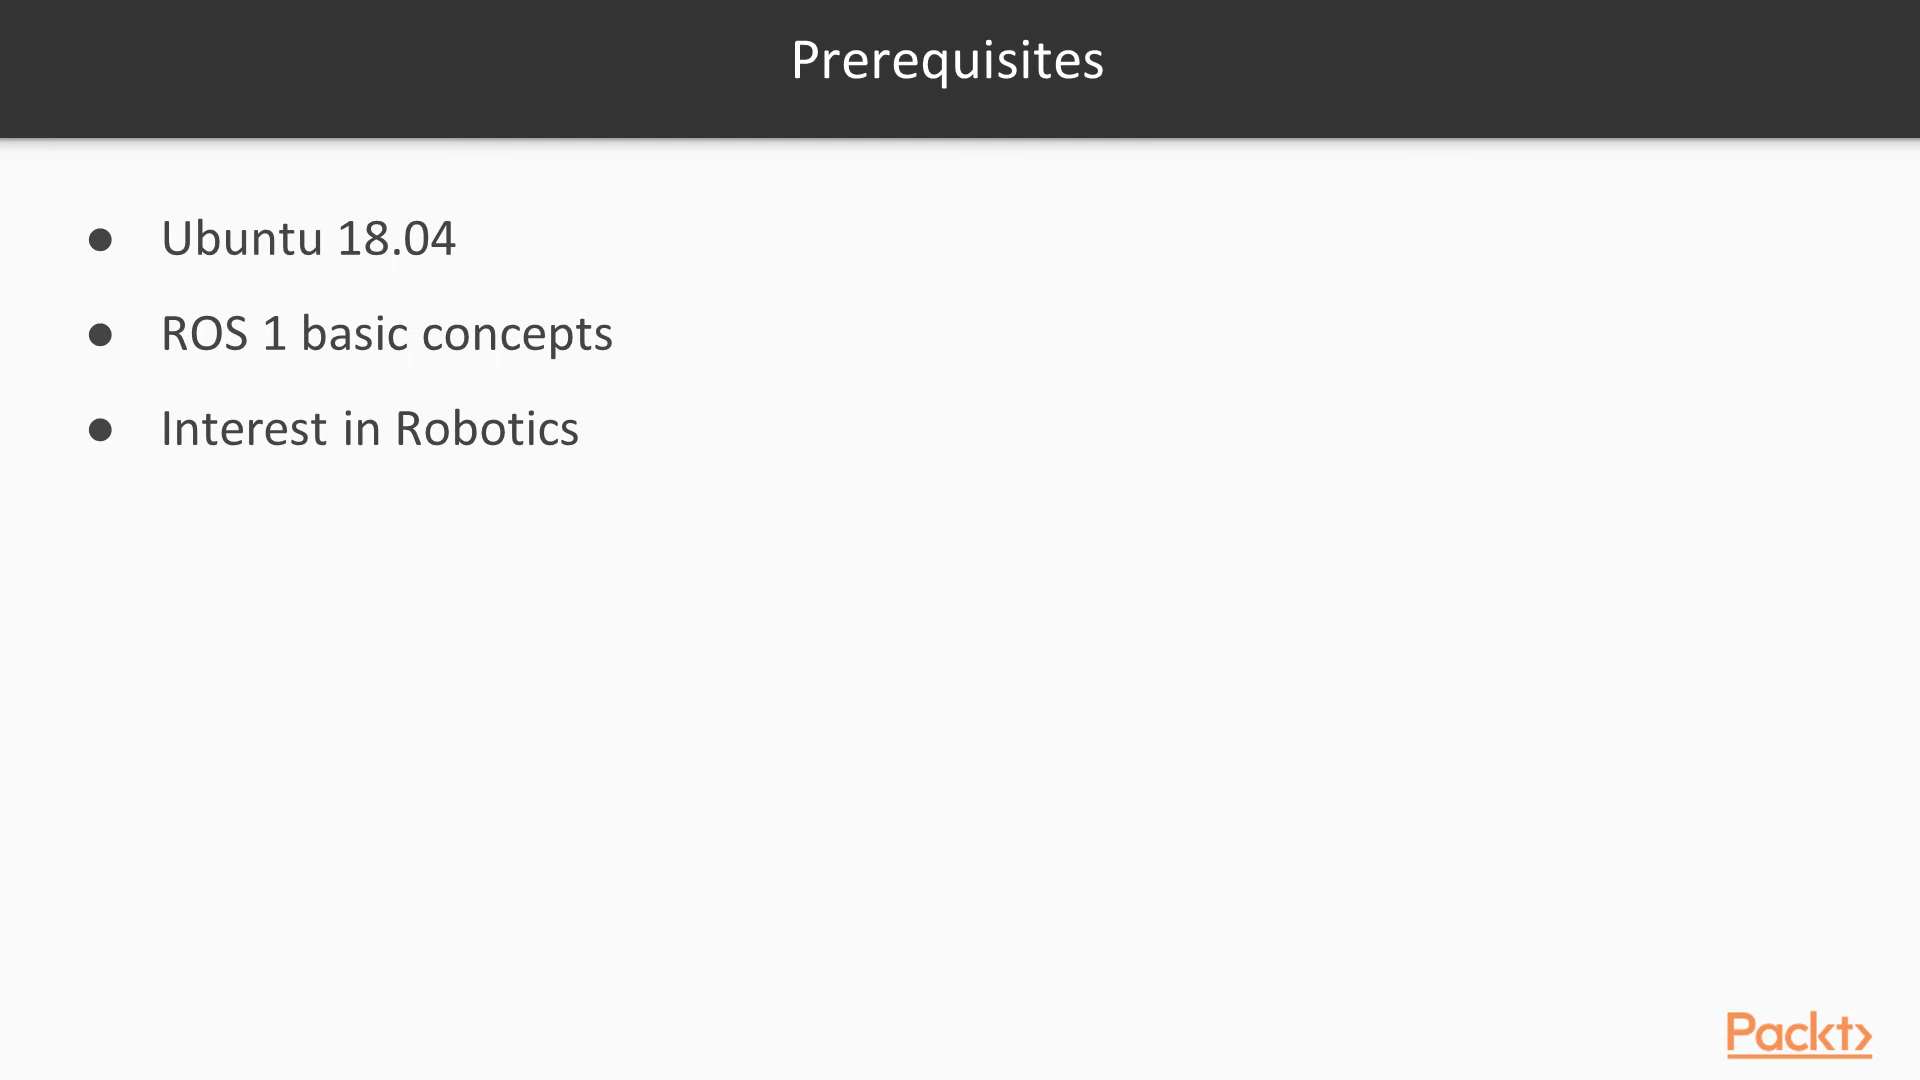 Prerequisites
● Ubuntu 18.04
● ROS 1 basic concepts
● Interest in Robotics
Packt>